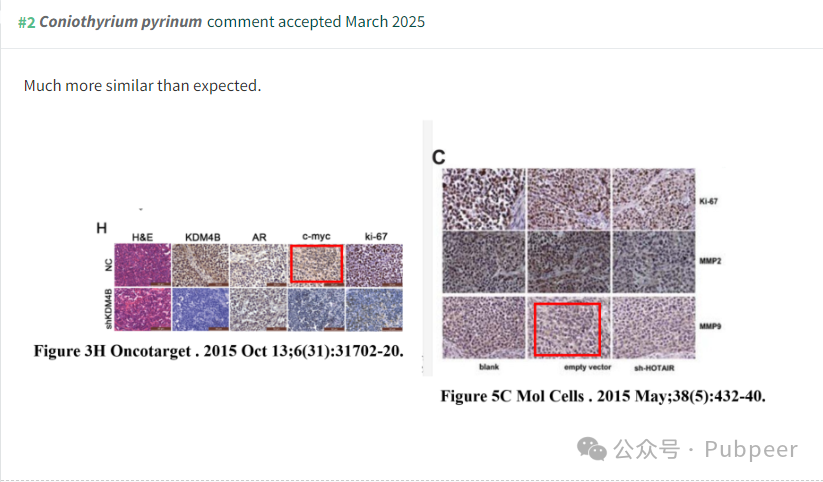 #2 Coniothyrium pyrinum comment accepted March 2025
Much more similar than expected.
H
H&E KDM4B AR c-myc ki-67
NC
shKDM4B
Figure 3H Oncotarget . 2015 Oct 13;6(31):31702-20.
C
Ki-67
MMP2
MMP9
blank empty vector sh-HOTAIR
Figure 5C Mol Cells . 2015 May;38(5):432-40.
公众号 · Pubpeer